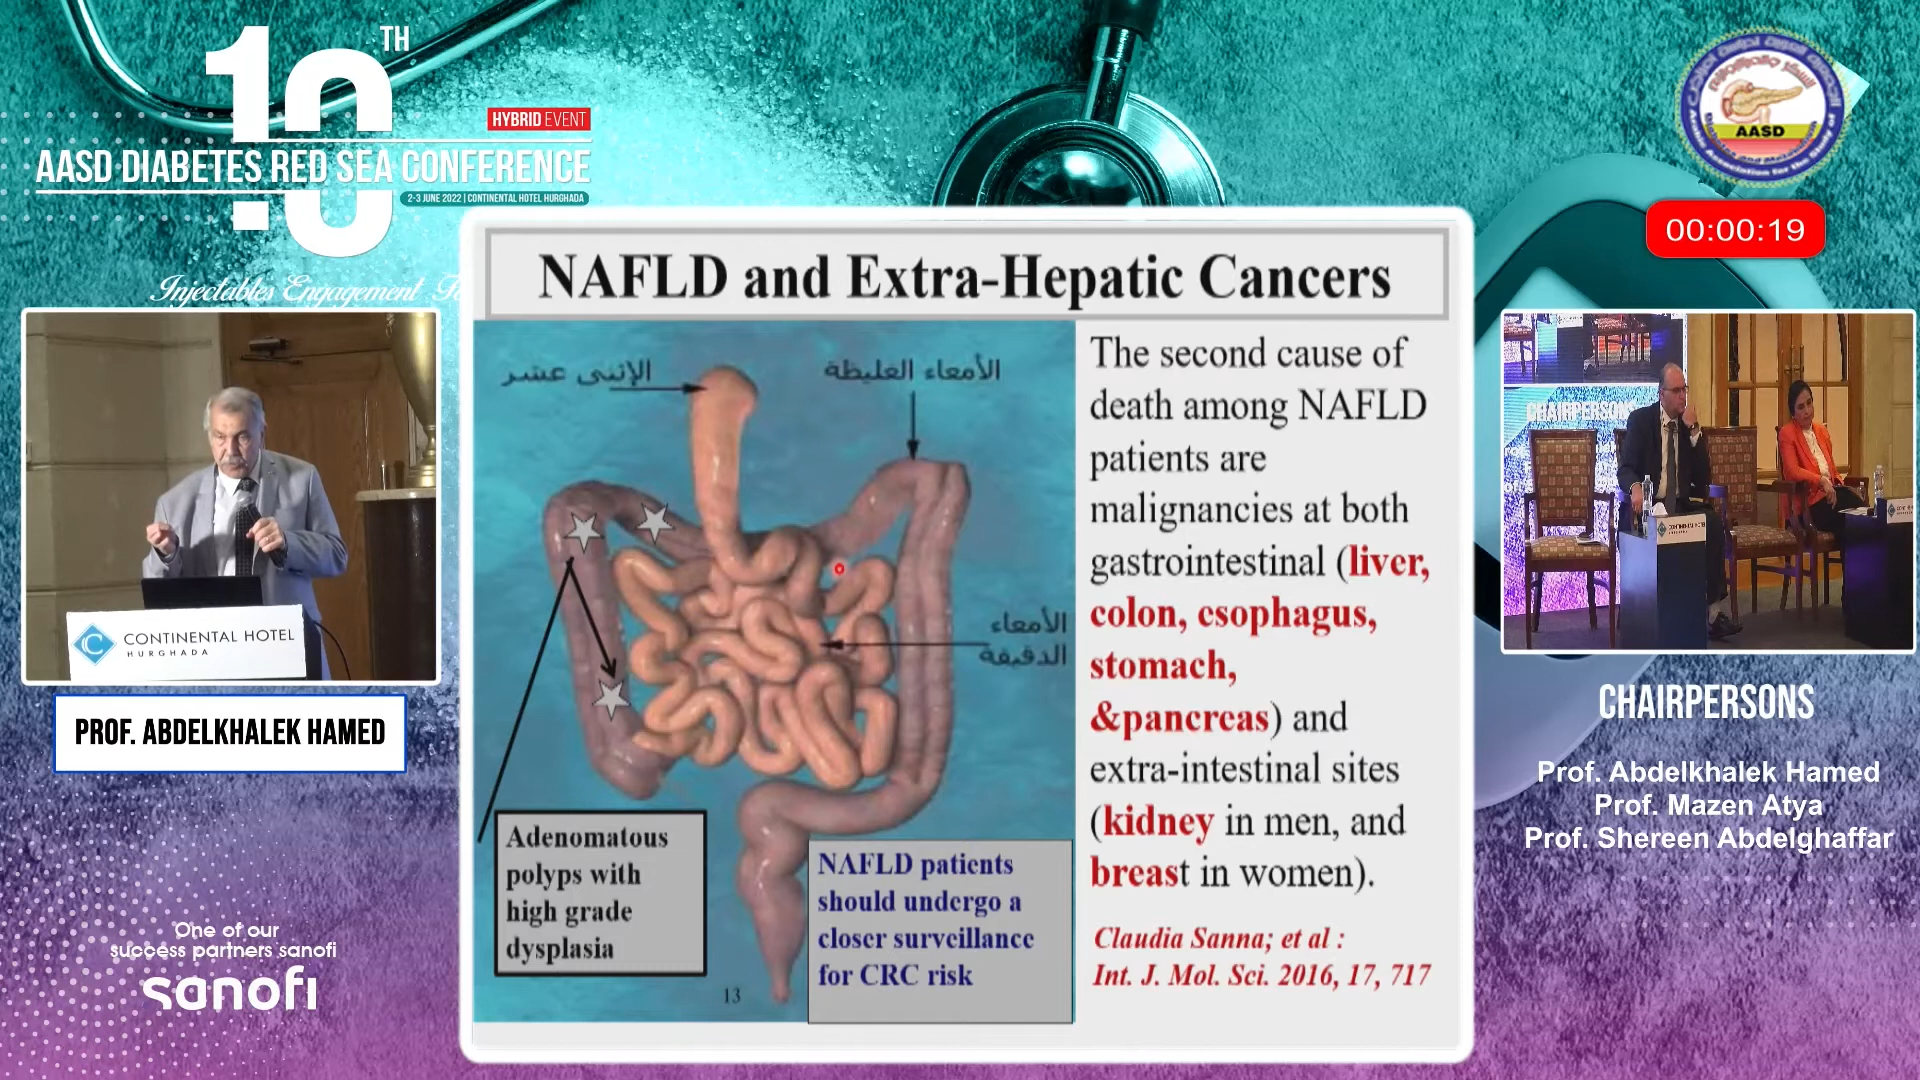 10TH
HYBRID EVENT
AASD DIABETES RED SEA CONFERENCE
2-3 JUNE 2022 | CONTINENTAL HOTEL HURGHADA
Injectables Engagement
AASD
00:00:19
NAFLD and Extra-Hepatic Cancers
الإثنى عشر
الأمعاء الغليظة
الأمعاء
الدقيقة
Adenomatous
polyps with
high grade
dysplasia
NAFLD patients
should undergo a
closer surveillance
for CRC risk
13
The second cause of
death among NAFLD
patients are
malignancies at both
gastrointestinal (liver,
colon, esophagus,
stomach,
&pancreas) and
extra-intestinal sites
(kidney in men, and
breast in women).
Claudia Sanna; et al :
Int. J. Mol. Sci. 2016, 17, 717
CONTINENTAL HOTEL
HURGHADA
PROF. ABDELKHALEK HAMED
One of our
success partners sanofi
sanofi
CHAIRPERSONS
CONTINENTAL HOTEL
CHAIRPERSONS
Prof. Abdelkhalek Hamed
Prof. Mazen Atya
Prof. Shereen Abdelghaffar